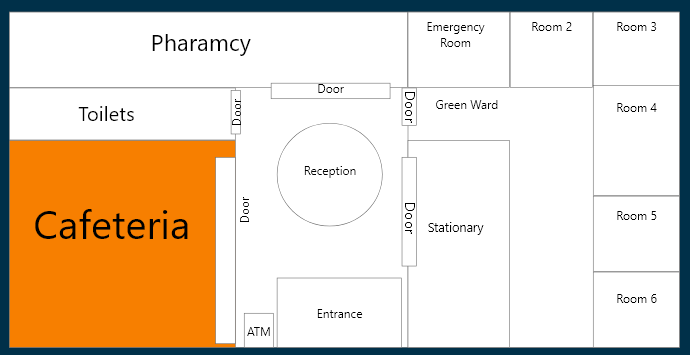 Pharamcy
Emergency
Room
Room 2
Room 3
Toilets
Door
Door
Door
Green Ward
Room 4
Reception
Cafeteria
Door
Door
Stationary
Room 5
Entrance
ATM
Room 6